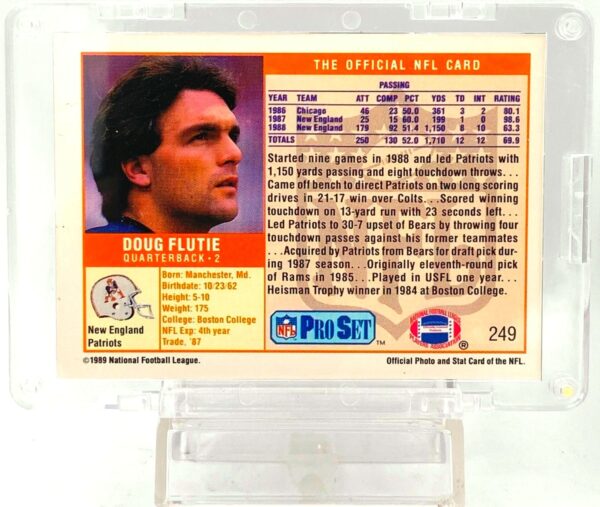 THE OFFICIAL NFL CARD
PASSING
YEAR TEAM ATT COMP PCT YDS TD INT RATING
1986 Chicago 46 23 50.0 361 3 2 80.1
1987 New England 25 15 60.0 199 1 0 98.6
1988 New England 179 92 51.4 1,150 8 10 63.3
TOTALS 250 130 52.0 1,710 12 12 69.9
Started nine games in 1988 and led Patriots with
1,150 yards passing and eight touchdown throws...
Came off bench to direct Patriots on two long scoring
drives in 21-17 win over Colts...Scored winning
touchdown on 13-yard run with 23 seconds left...
Led Patriots to 30-7 upset of Bears by throwing four
touchdown passes against his former teammates
...Acquired by Patriots from Bears for draft pick dur-
ing 1987 season...Originally eleventh-round pick
of Rams in 1985...Played in USFL one year...
Heisman Trophy winner in 1984 at Boston College.
DOUG FLUTIE
QUARTERBACK • 2
Born: Manchester, Md.
Birthdate: 10/23/62
Height: 5-10
Weight: 175
College: Boston College
NFL Exp: 4th year
Trade, '87
New England
Patriots
NFL PRO SET ™
NATIONAL FOOTBALL LEAGUE
PLAYERS ASSOCIATION
®
249
©1989 National Football League.
Official Photo and Stat Card of the NFL.